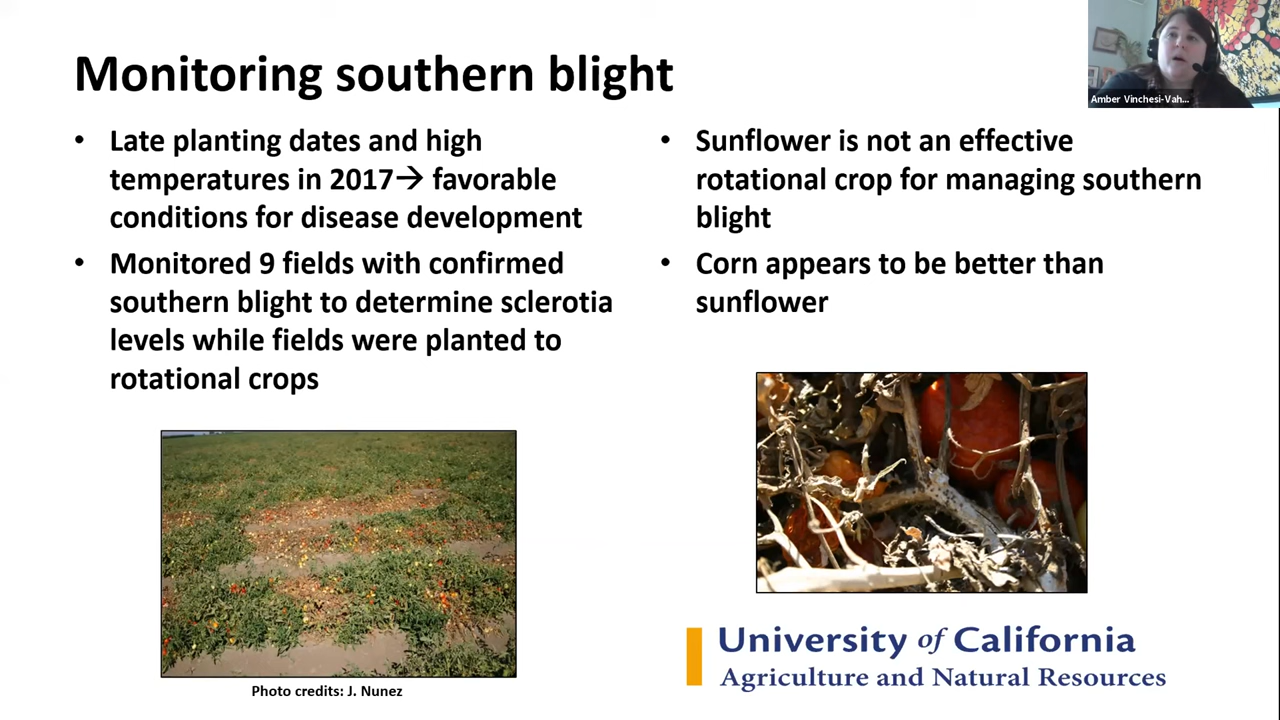 Monitoring southern blight
• Late planting dates and high
temperatures in 2017→ favorable
conditions for disease development
• Monitored 9 fields with confirmed
southern blight to determine sclerotia
levels while fields were planted to
rotational crops
• Sunflower is not an effective
rotational crop for managing southern
blight
• Corn appears to be better than
sunflower
Photo credits: J. Nunez
University of California
Agriculture and Natural Resources
Amber Vinchesi-Vah...